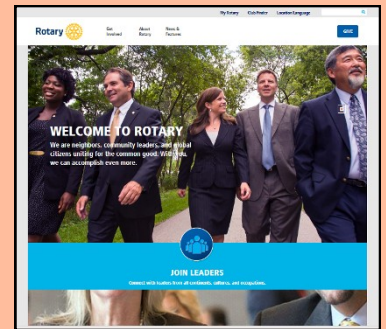 My Rotary Club Finder Location/Language
Rotary
Get Involved
About Rotary
News & Features
GIVE
WELCOME TO ROTARY
We are neighbors, community leaders, and global
citizens uniting for the common good. With you,
we can accomplish even more.
JOIN LEADERS
Connect with leaders from all continents, cultures, and occupations.